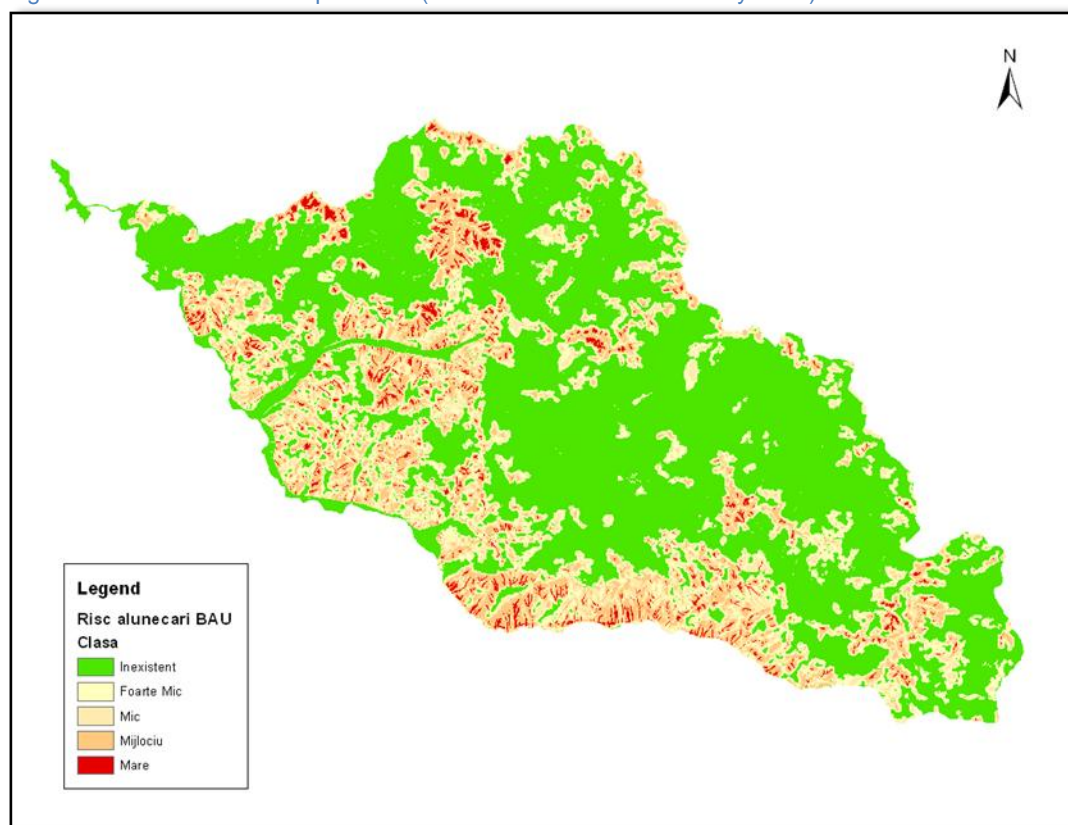 N
Legend
Risc alunecari BAU
Clasa
Inexistent
Foarte Mic
Mic
Mijlociu
Mare